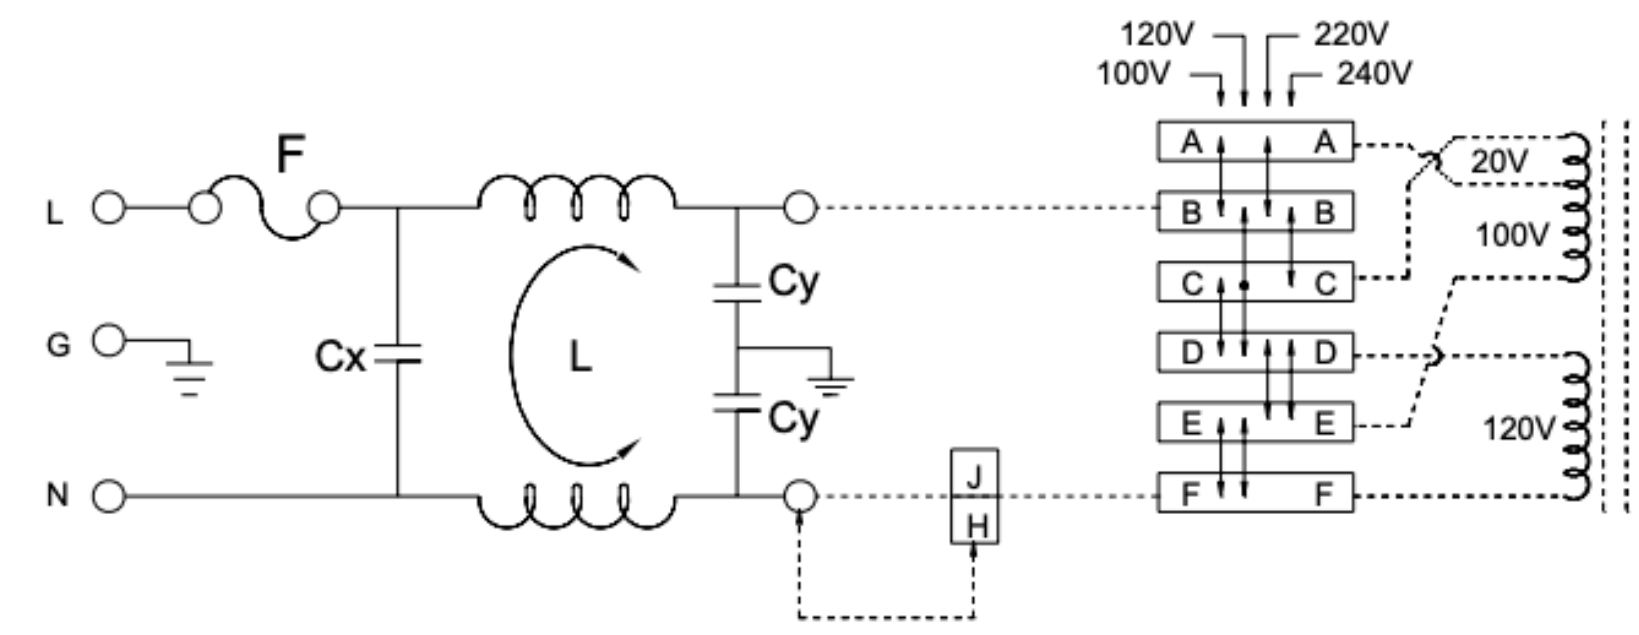 120V 220V
100V 240V
F
A A
20V
L
B B
100V
Cy
C C
G
Cx
L
D D
Cy
E E
120V
J
N
F F
H